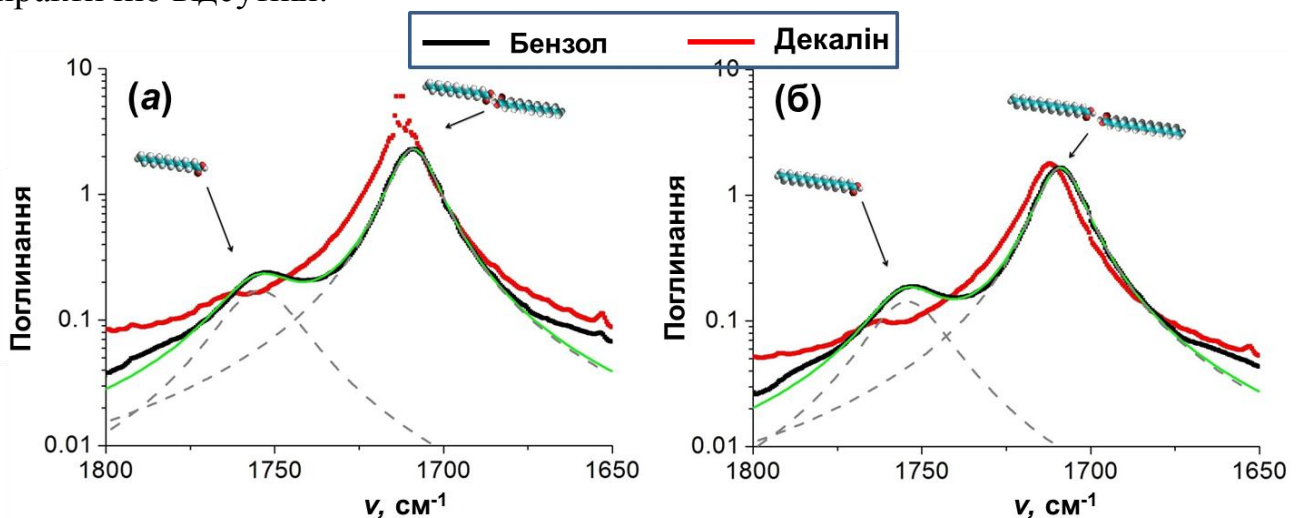 Бензол Декалін
(а) (б)
10 10
1 1
0.1 0.1
0.01 0.01
Поглинання Поглинання
1800 1750 1700 1650 1800 1750 1700 1650
ν, см-1 ν, см-1